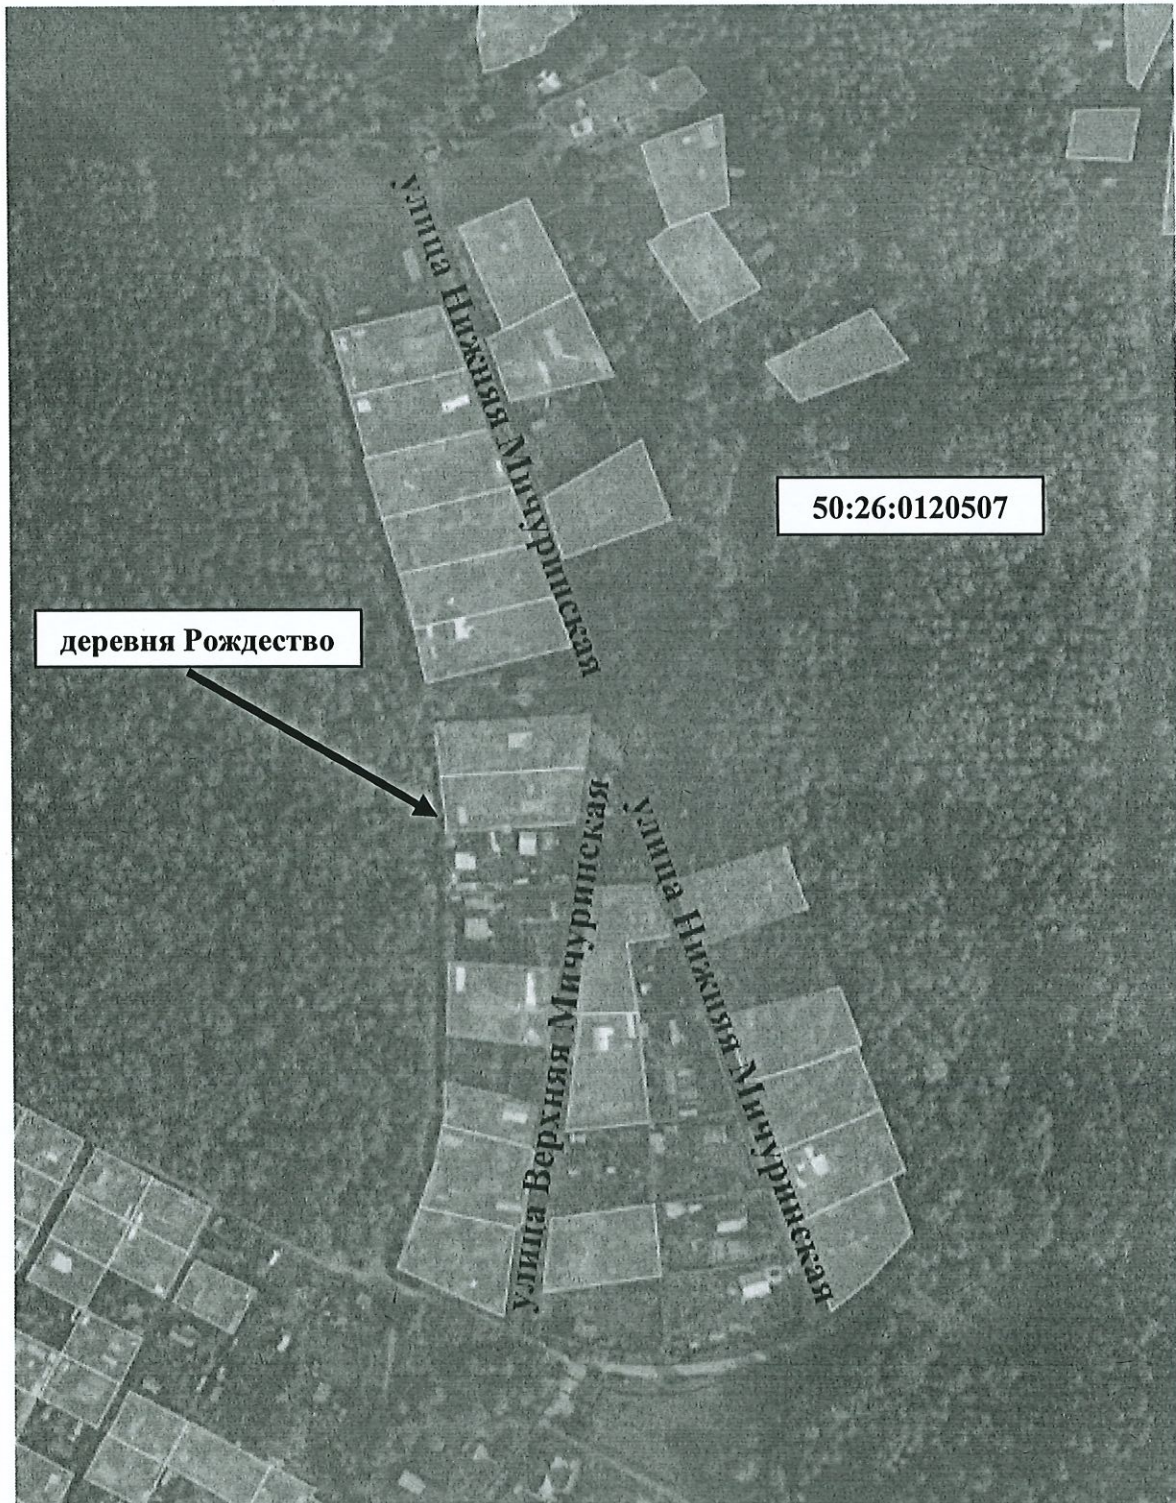 улица Нижняя Мичуринская
50:26:0120507
деревня Рождество
улица Верхняя Мичуринская
улица Нижняя Мичуринская